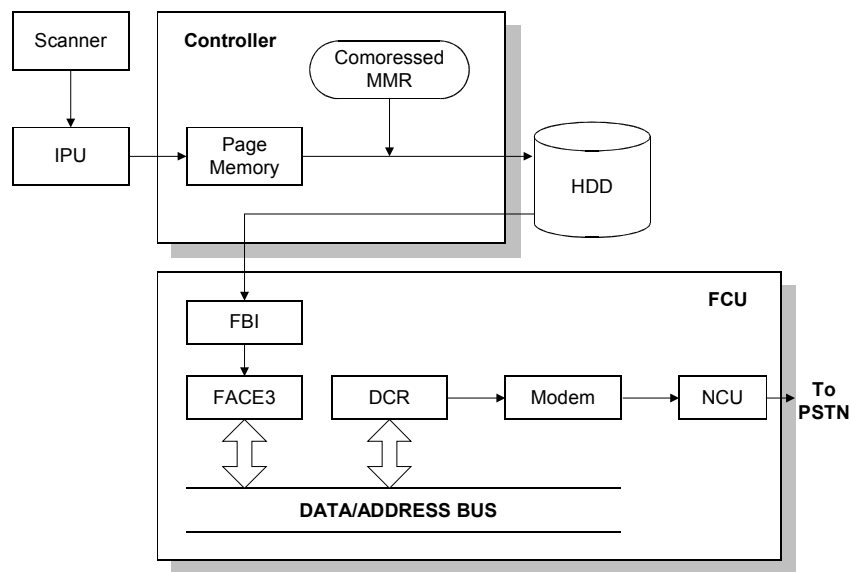 Scanner
Controller
Comoressed
MMR
IPU
Page
Memory
HDD
FCU
FBI
FACE3
DCR
Modem
NCU
To
PSTN
DATA/ADDRESS BUS